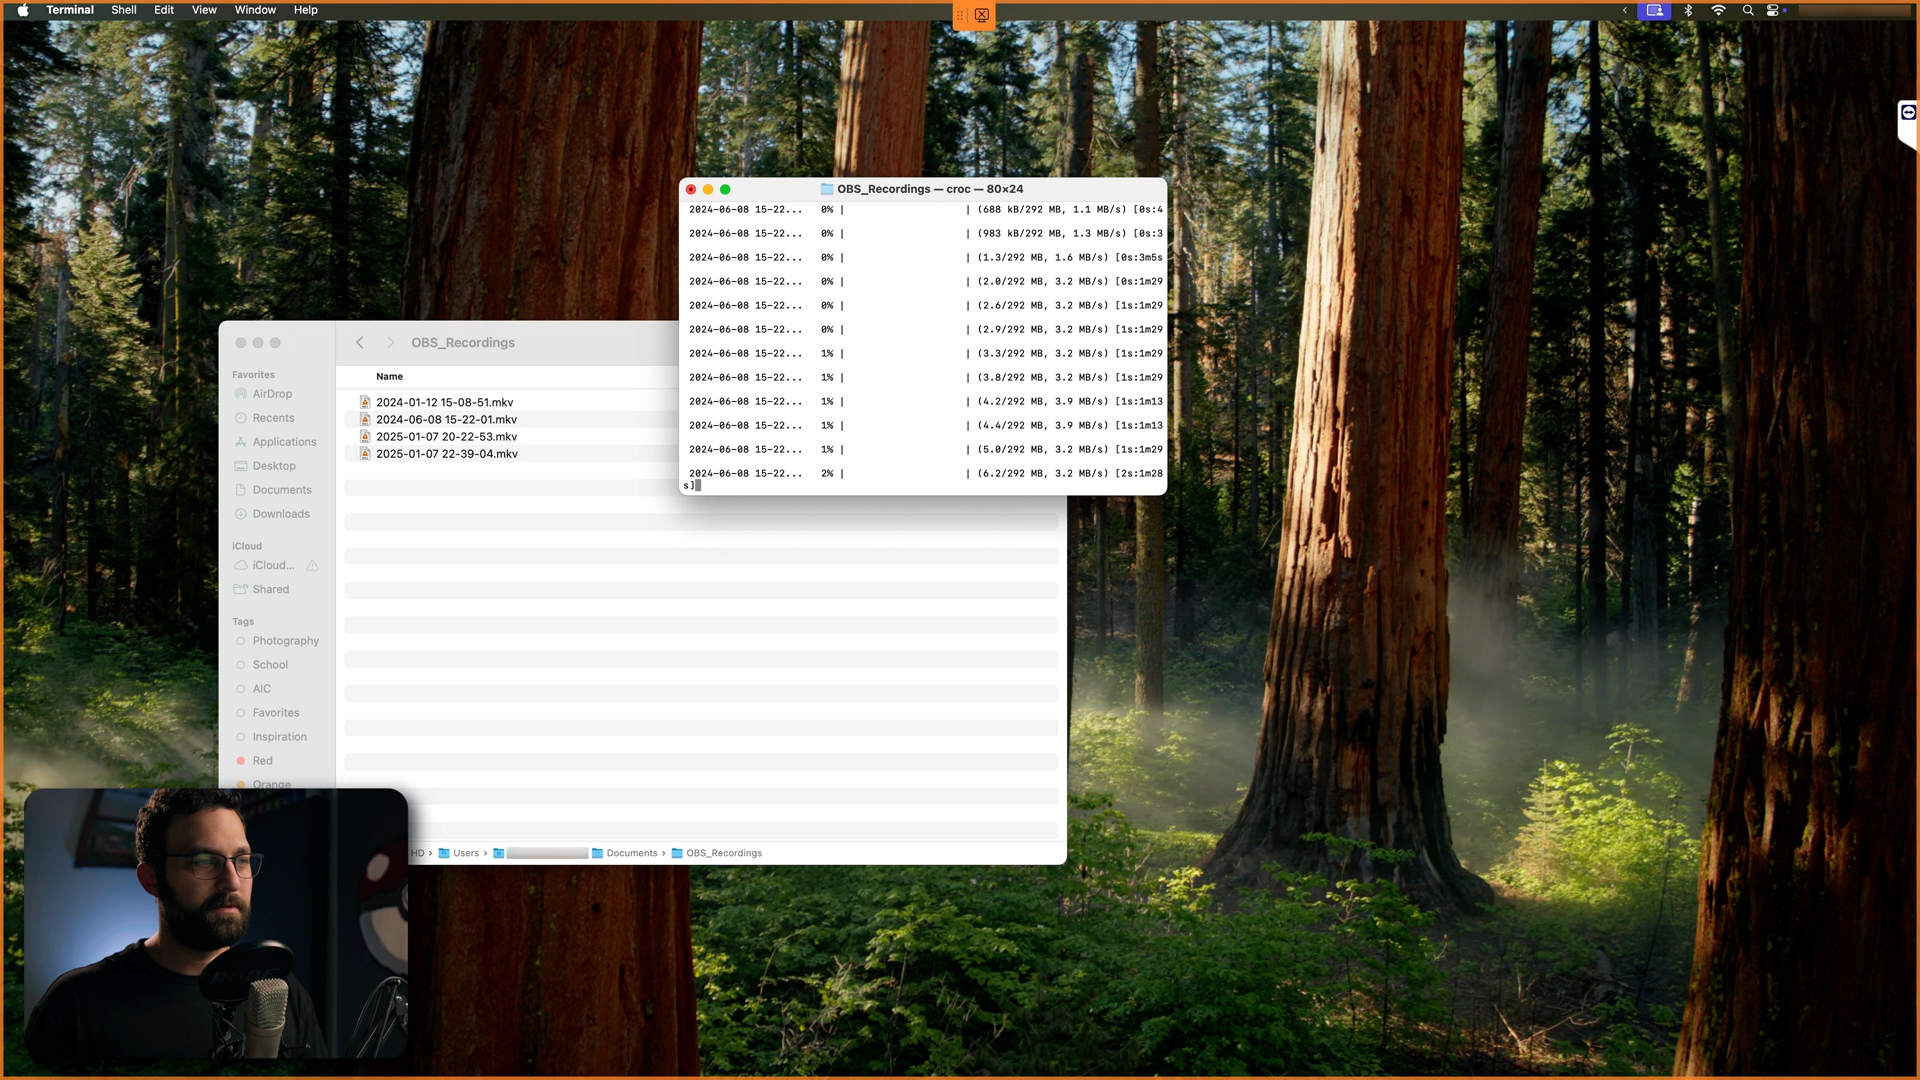 Terminal Shell Edit View Window Help
OBS_Recordings — croc — 80×24
2024-06-08 15-22... 0% | | (688 kB/292 MB, 1.1 MB/s) [0s:4
2024-06-08 15-22... 0% | | (983 kB/292 MB, 1.3 MB/s) [0s:3
2024-06-08 15-22... 0% | | (1.3/292 MB, 1.6 MB/s) [0s:3m5s
2024-06-08 15-22... 0% | | (2.0/292 MB, 3.2 MB/s) [0s:1m29
2024-06-08 15-22... 0% | | (2.6/292 MB, 3.2 MB/s) [1s:1m29
2024-06-08 15-22... 0% | | (2.9/292 MB, 3.2 MB/s) [1s:1m29
2024-06-08 15-22... 1% | | (3.3/292 MB, 3.2 MB/s) [1s:1m29
2024-06-08 15-22... 1% | | (3.8/292 MB, 3.2 MB/s) [1s:1m29
2024-06-08 15-22... 1% | | (4.2/292 MB, 3.9 MB/s) [1s:1m13
2024-06-08 15-22... 1% | | (4.4/292 MB, 3.9 MB/s) [1s:1m13
2024-06-08 15-22... 1% | | (5.0/292 MB, 3.2 MB/s) [1s:1m29
2024-06-08 15-22... 2% | | (6.2/292 MB, 3.2 MB/s) [2s:1m28
s]
OBS_Recordings
Favorites
AirDrop
Recents
Applications
Desktop
Documents
Downloads
iCloud
iCloud...
Shared
Tags
Photography
School
AIC
Favorites
Inspiration
Red
Orange
Name
2024-01-12 15-08-51.mkv
2024-06-08 15-22-01.mkv
2025-01-07 20-22-53.mkv
2025-01-07 22-39-04.mkv
HD › Users › Documents › OBS_Recordings